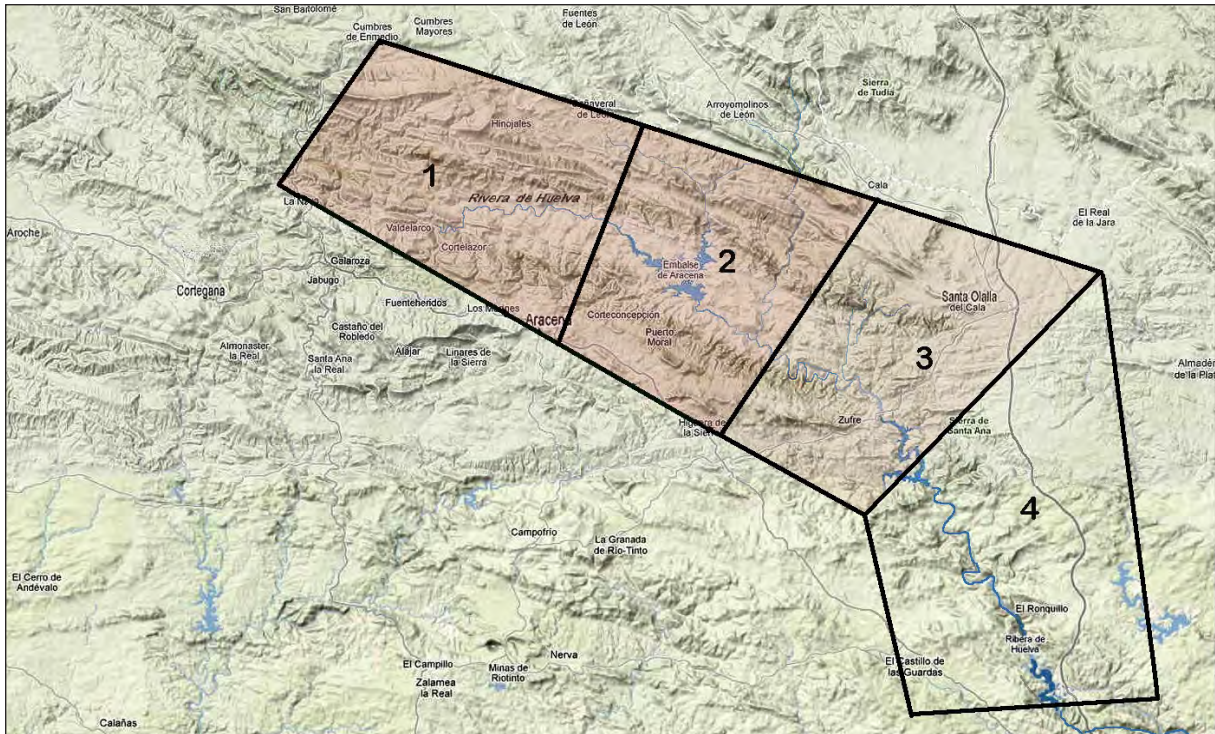 San Bartolomé
Cumbres
de Enmedio
Cumbres
Mayores
Fuentes
de León
Sierra
de Tudia
Arroyomolinos
de León
de León
Hinojales
1
Cala
La
Rivera de Huelva
El Real
de la Jara
Aroche
Valdelarco
Cortelazor
Galaroza
Embalse
de Aracena
2
Jabugo
Cortegana
Fuenteheridos
Los
Aracena
Corteconcepción
Santa Olalla
del Cala
Castaño del
Robledo
Puerto
Moral
Almonaster
la Real
Alájar
Linares de
la Sierra
Santa Ana
la Real
3
Almadén
de la Plat
Higuera de
la Sierra
Zufre
Sierra de
Santa Ana
4
Campofrío
La Granada
de Río-Tinto
El Cerro de
Andévalo
El Ronquillo
Ribera de
Huelva
Nerva
El Campillo
Minas de
Riotinto
El Castillo de
las Guardas
Zalamea
la Real
Calañas